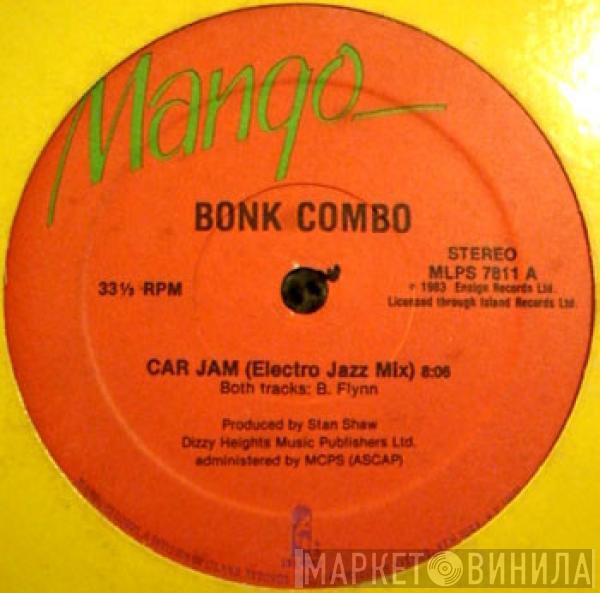 Mango
BONK COMBO
STEREO
MLPS 7811 A
℗ 1983 Ensign Records Ltd.
Licensed through Island Records Ltd.
33⅓ RPM
CAR JAM (Electro Jazz Mix) 8:06
Both tracks: B. Flynn
Produced by Stan Shaw
Dizzy Heights Music Publishers Ltd.
administered by MCPS (ASCAP)
МАРКЕТ ВИНИЛА